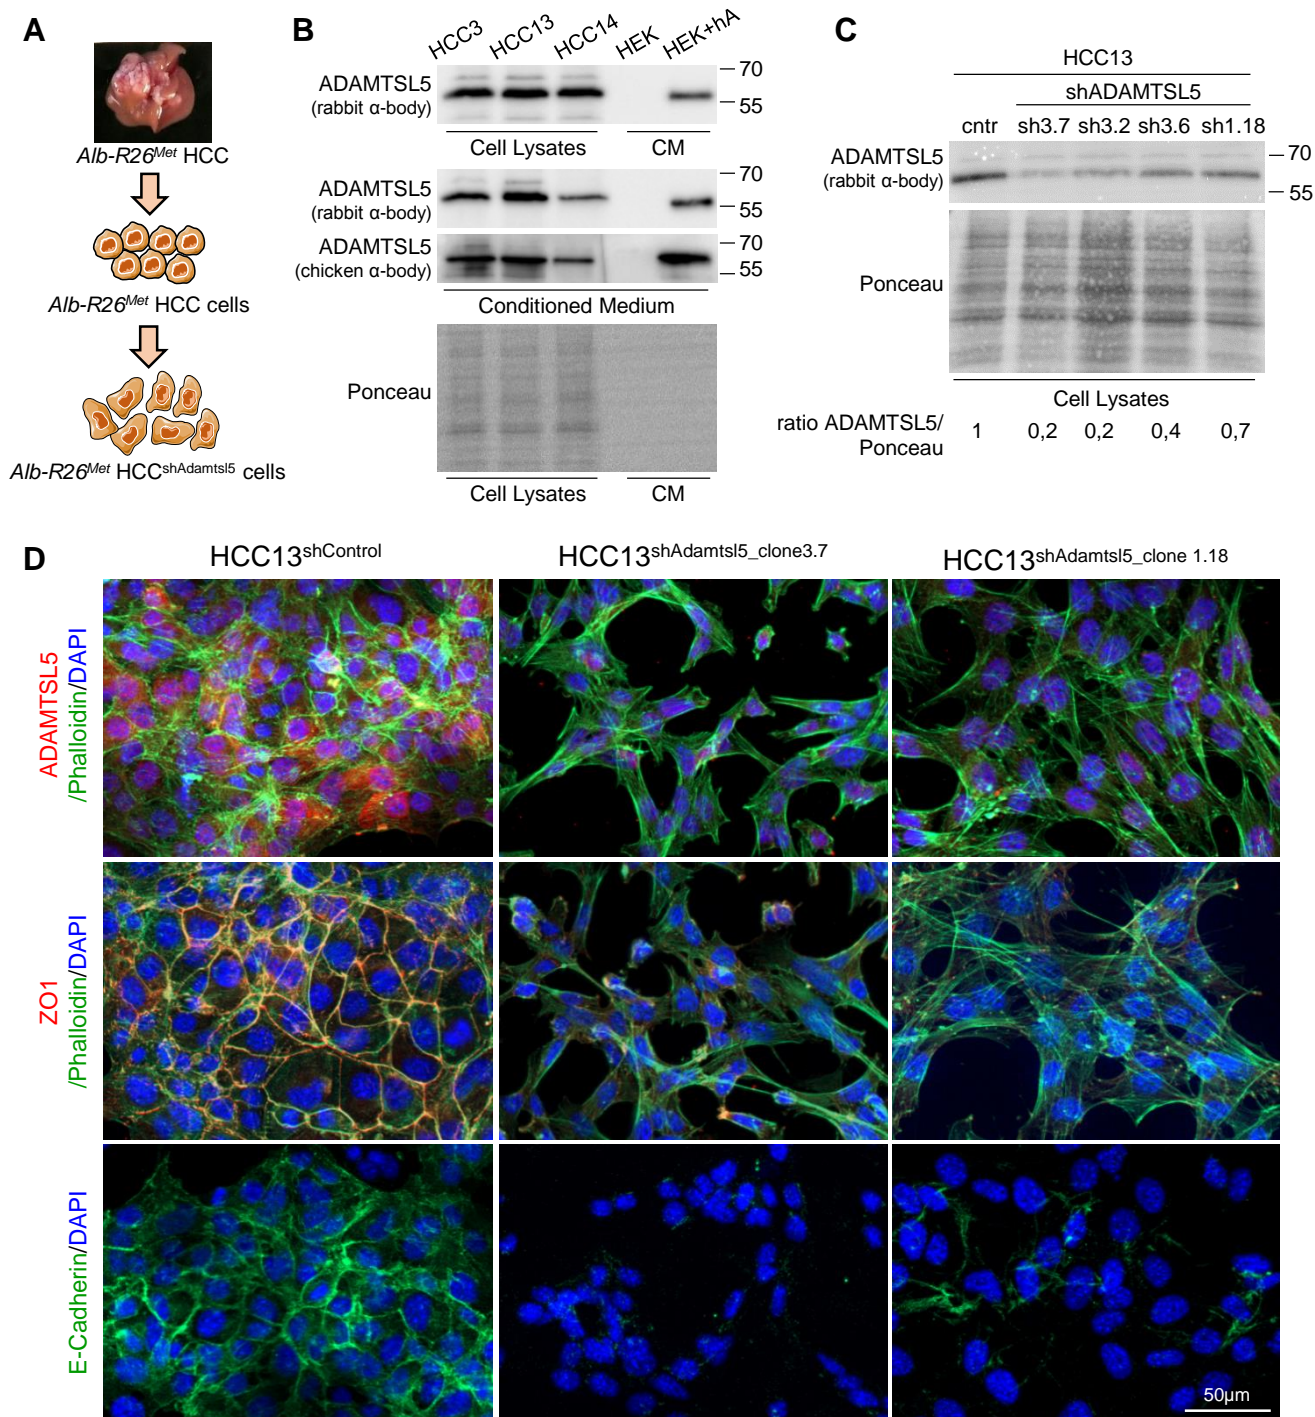 A
Alb-R26Met HCC
Alb-R26Met HCC cells
Alb-R26Met HCCshAdamtsl5 cells
B
HCC3 HCC13 HCC14 HEK HEK+hA
ADAMTSL5
(rabbit α-body)
70
55
Cell Lysates CM
ADAMTSL5
(rabbit α-body)
70
55
ADAMTSL5
(chicken α-body)
70
55
Conditioned Medium
Ponceau
Cell Lysates CM
C
HCC13
shADAMTSL5
cntr sh3.7 sh3.2 sh3.6 sh1.18
ADAMTSL5
(rabbit α-body)
70
55
Ponceau
Cell Lysates
ratio ADAMTSL5/
Ponceau
1 0,2 0,2 0,4 0,7
D
HCC13shControl HCC13shAdamtsl5_clone3.7 HCC13shAdamtsl5_clone 1.18
ADAMTSL5
/Phalloidin/DAPI
ZO1
/Phalloidin/DAPI
E-Cadherin/DAPI
50µm